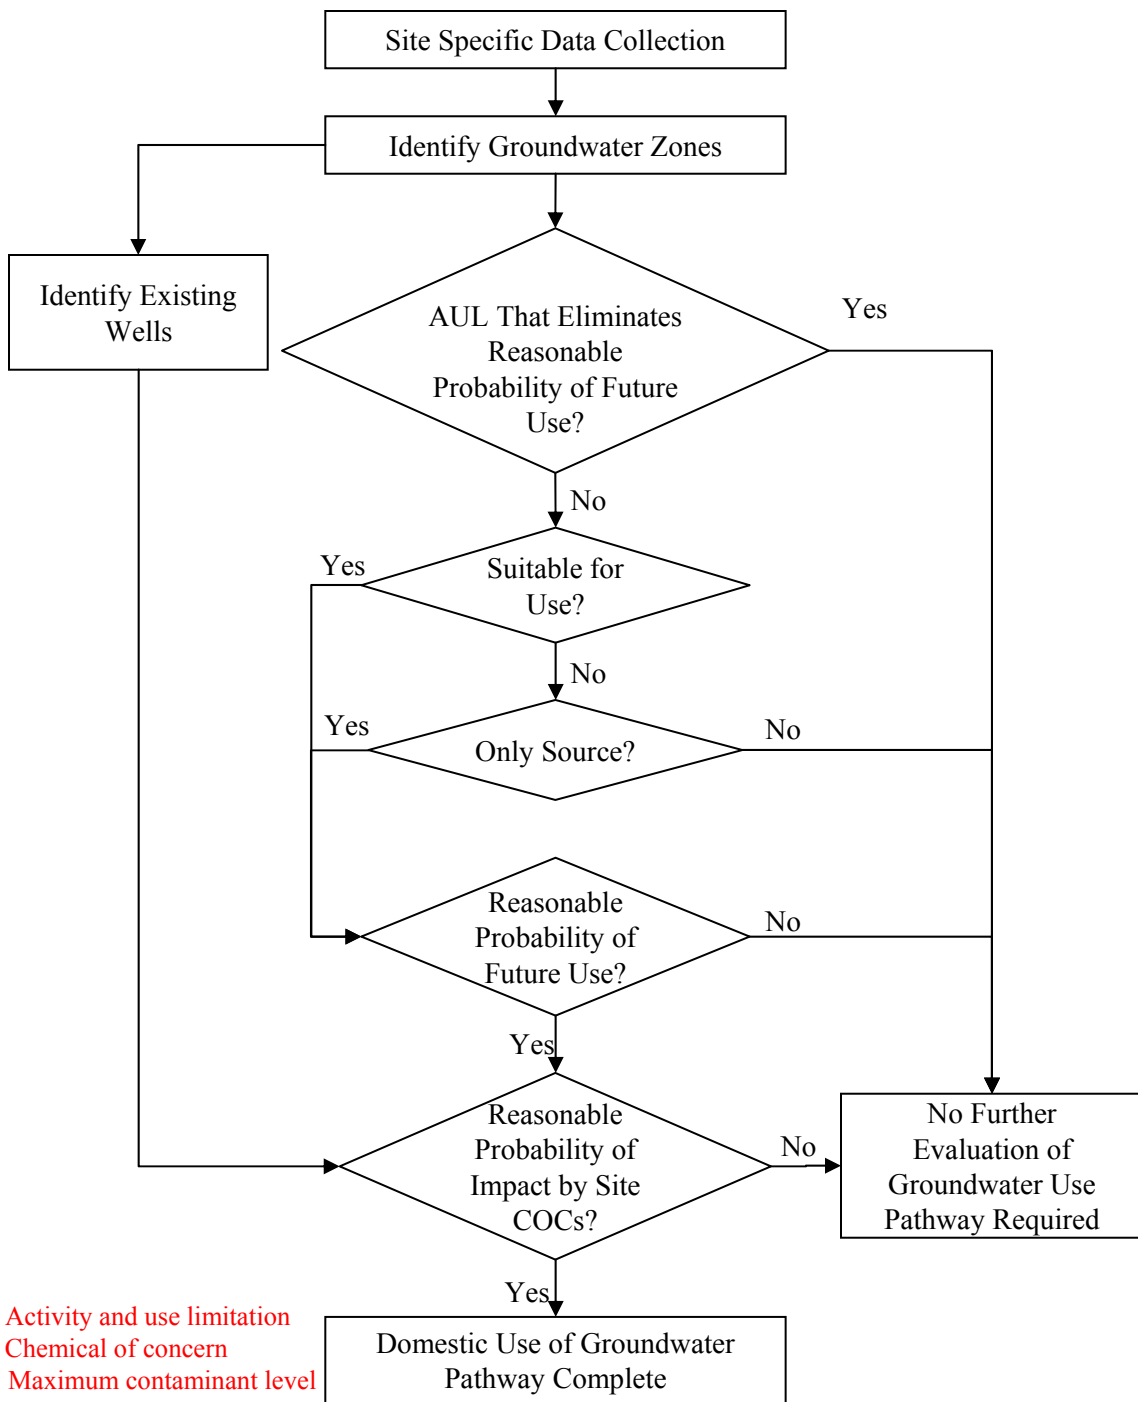 Site Specific Data Collection
Identify Groundwater Zones
Identify Existing
Wells
AUL That Eliminates
Reasonable
Probability of Future
Use?
Yes
No
Yes
Suitable for
Use?
No
Yes
Only Source?
No
Reasonable
Probability of
Future Use?
No
Yes
Reasonable
Probability of
Impact by Site
COCs?
No
No Further
Evaluation of
Groundwater Use
Pathway Required
Yes
Activity and use limitation
Chemical of concern
Maximum contaminant level
Domestic Use of Groundwater
Pathway Complete